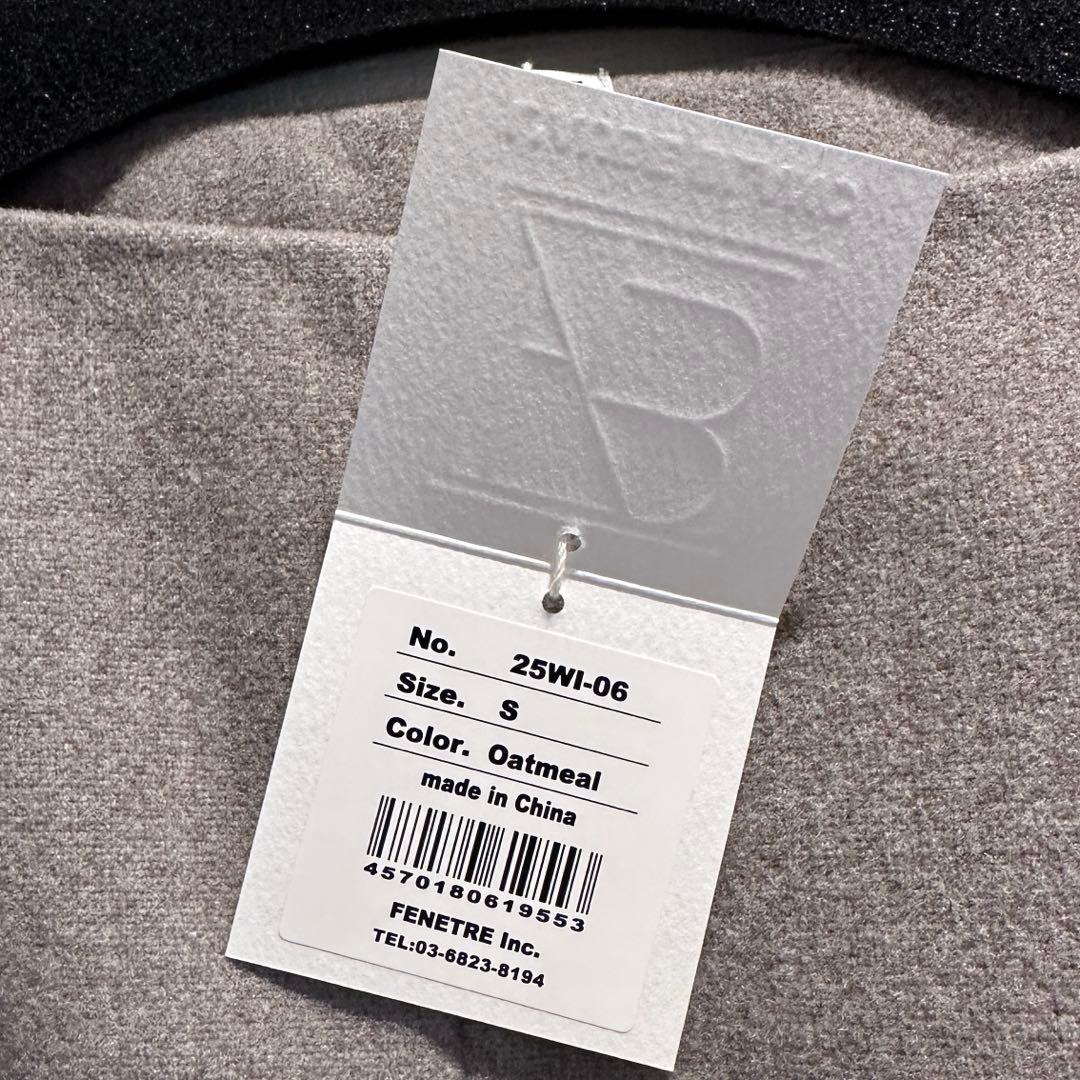 No. 25WI-06
Size. S
Color. Oatmeal
made in China
4570180619553
FENETRE Inc.
TEL:03-6823-8194